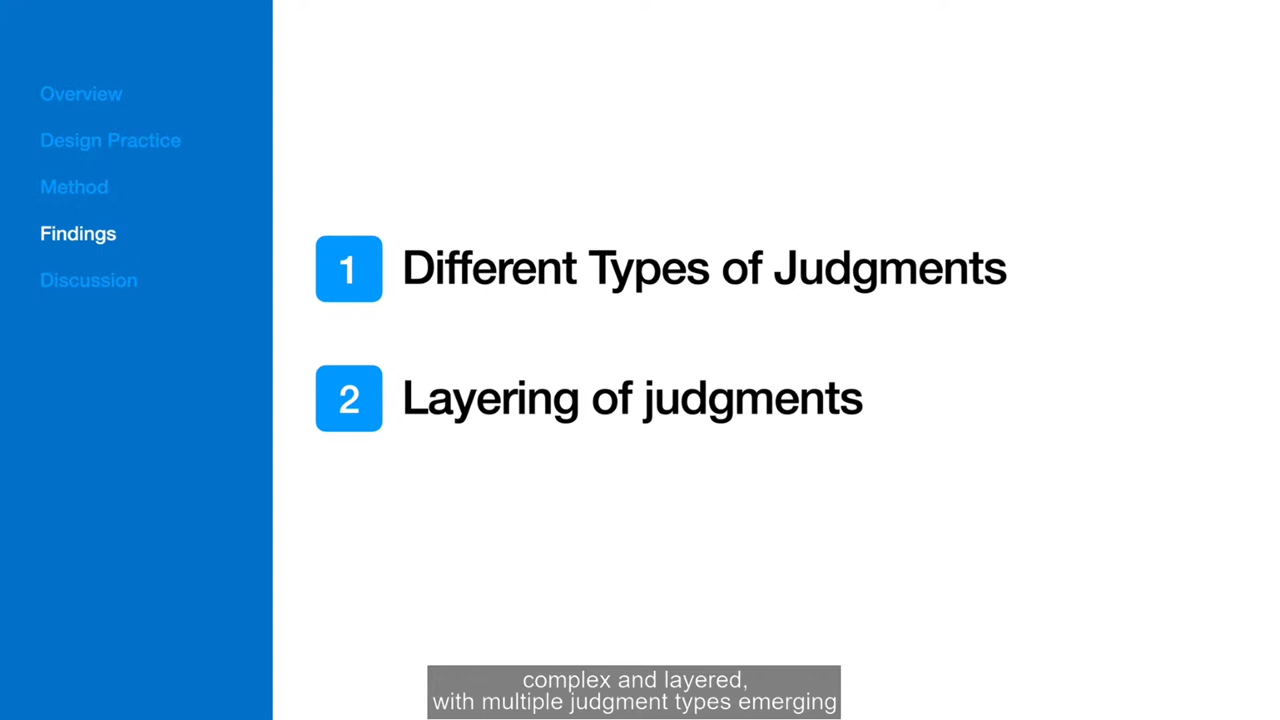 Overview
Design Practice
Method
Findings
Discussion
1 Different Types of Judgments
2 Layering of judgments
complex and layered,
with multiple judgment types emerging